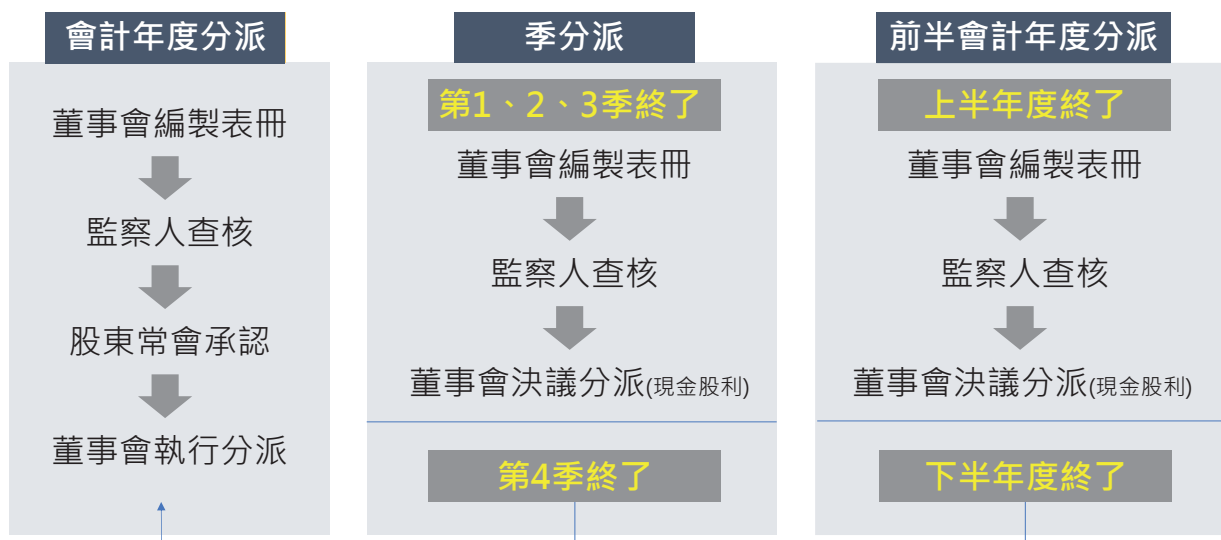 會計年度分派
董事會編製表冊
監察人查核
股東常會承認
董事會執行分派
季分派
第1、2、3季終了
董事會編製表冊
監察人查核
董事會決議分派(現金股利)
第4季終了
前半會計年度分派
上半年度終了
董事會編製表冊
監察人查核
董事會決議分派(現金股利)
下半年度終了